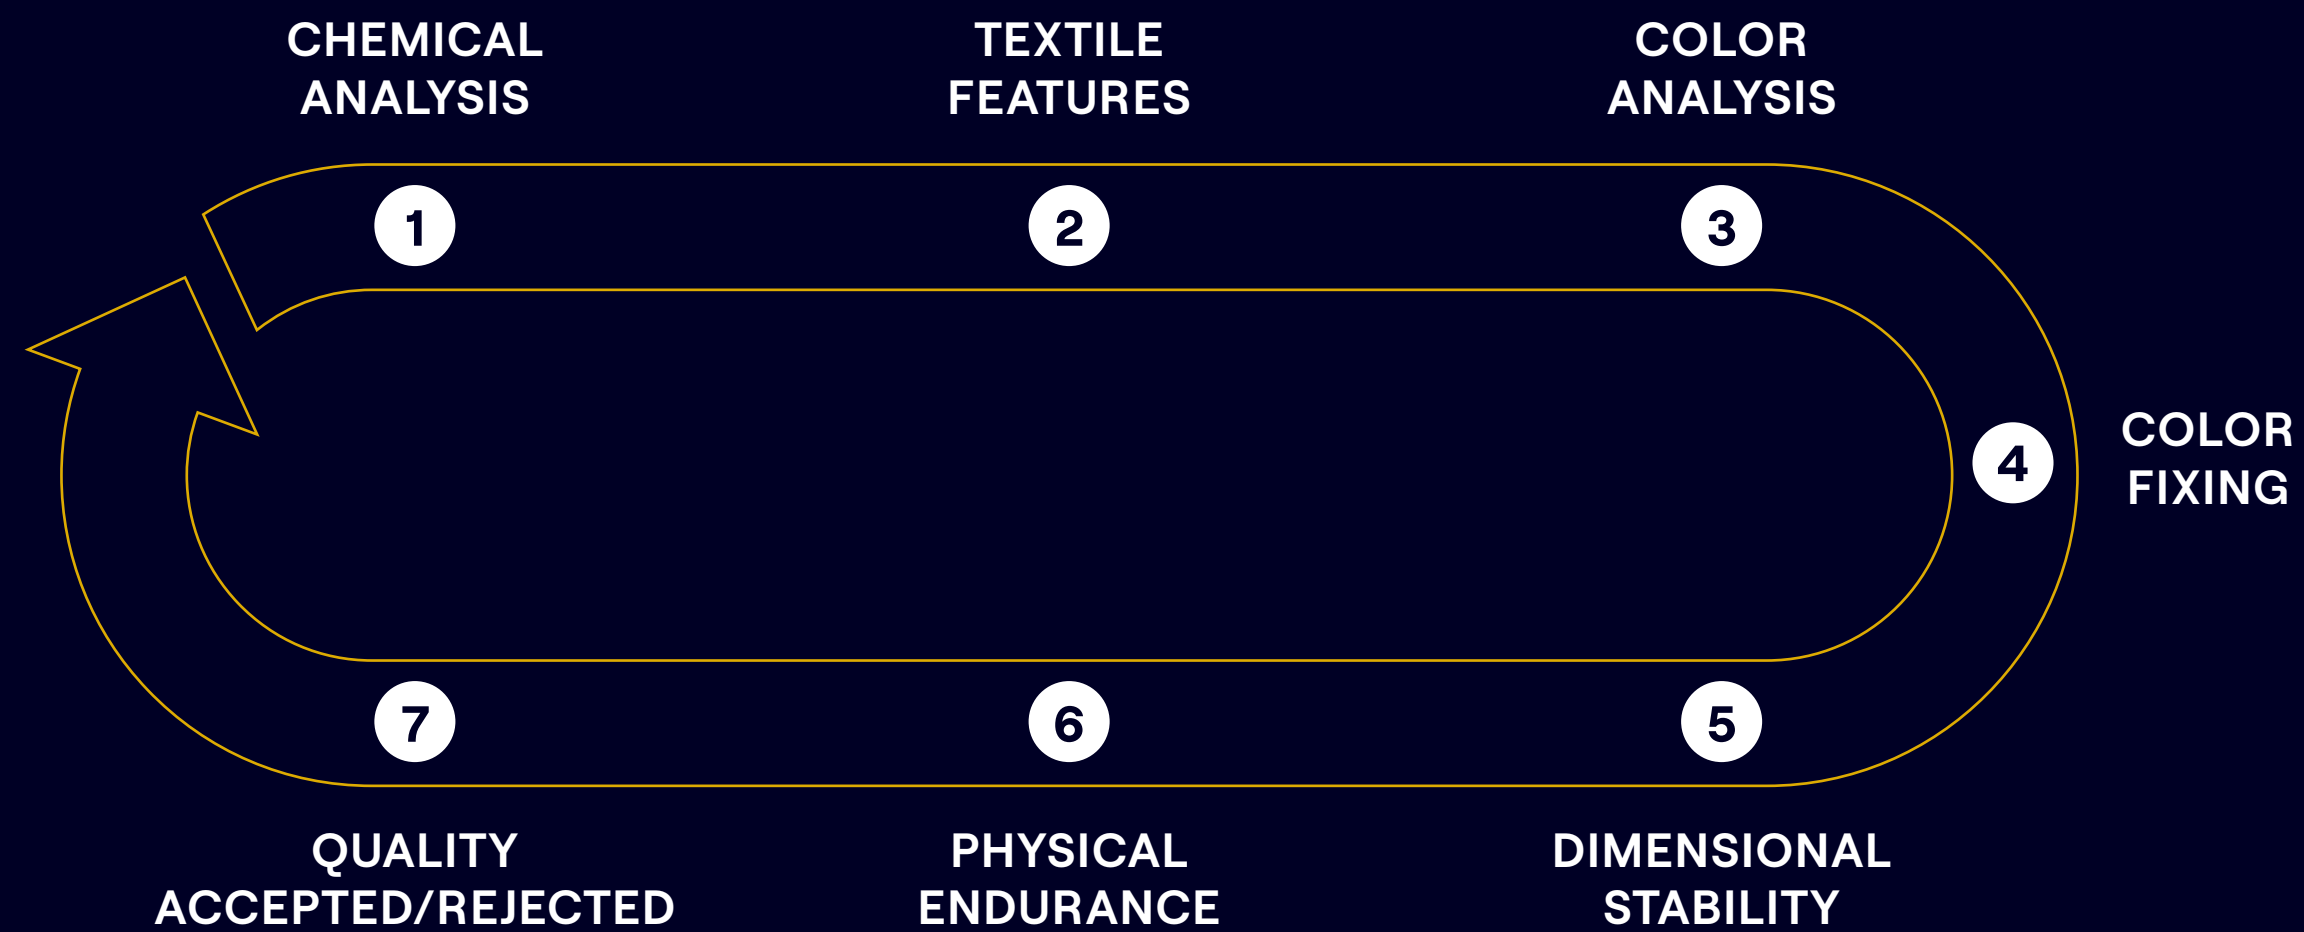 CHEMICAL
ANALYSIS
1
TEXTILE
FEATURES
2
COLOR
ANALYSIS
3
COLOR
FIXING
4
DIMENSIONAL
STABILITY
5
PHYSICAL
ENDURANCE
6
QUALITY
ACCEPTED/REJECTED
7